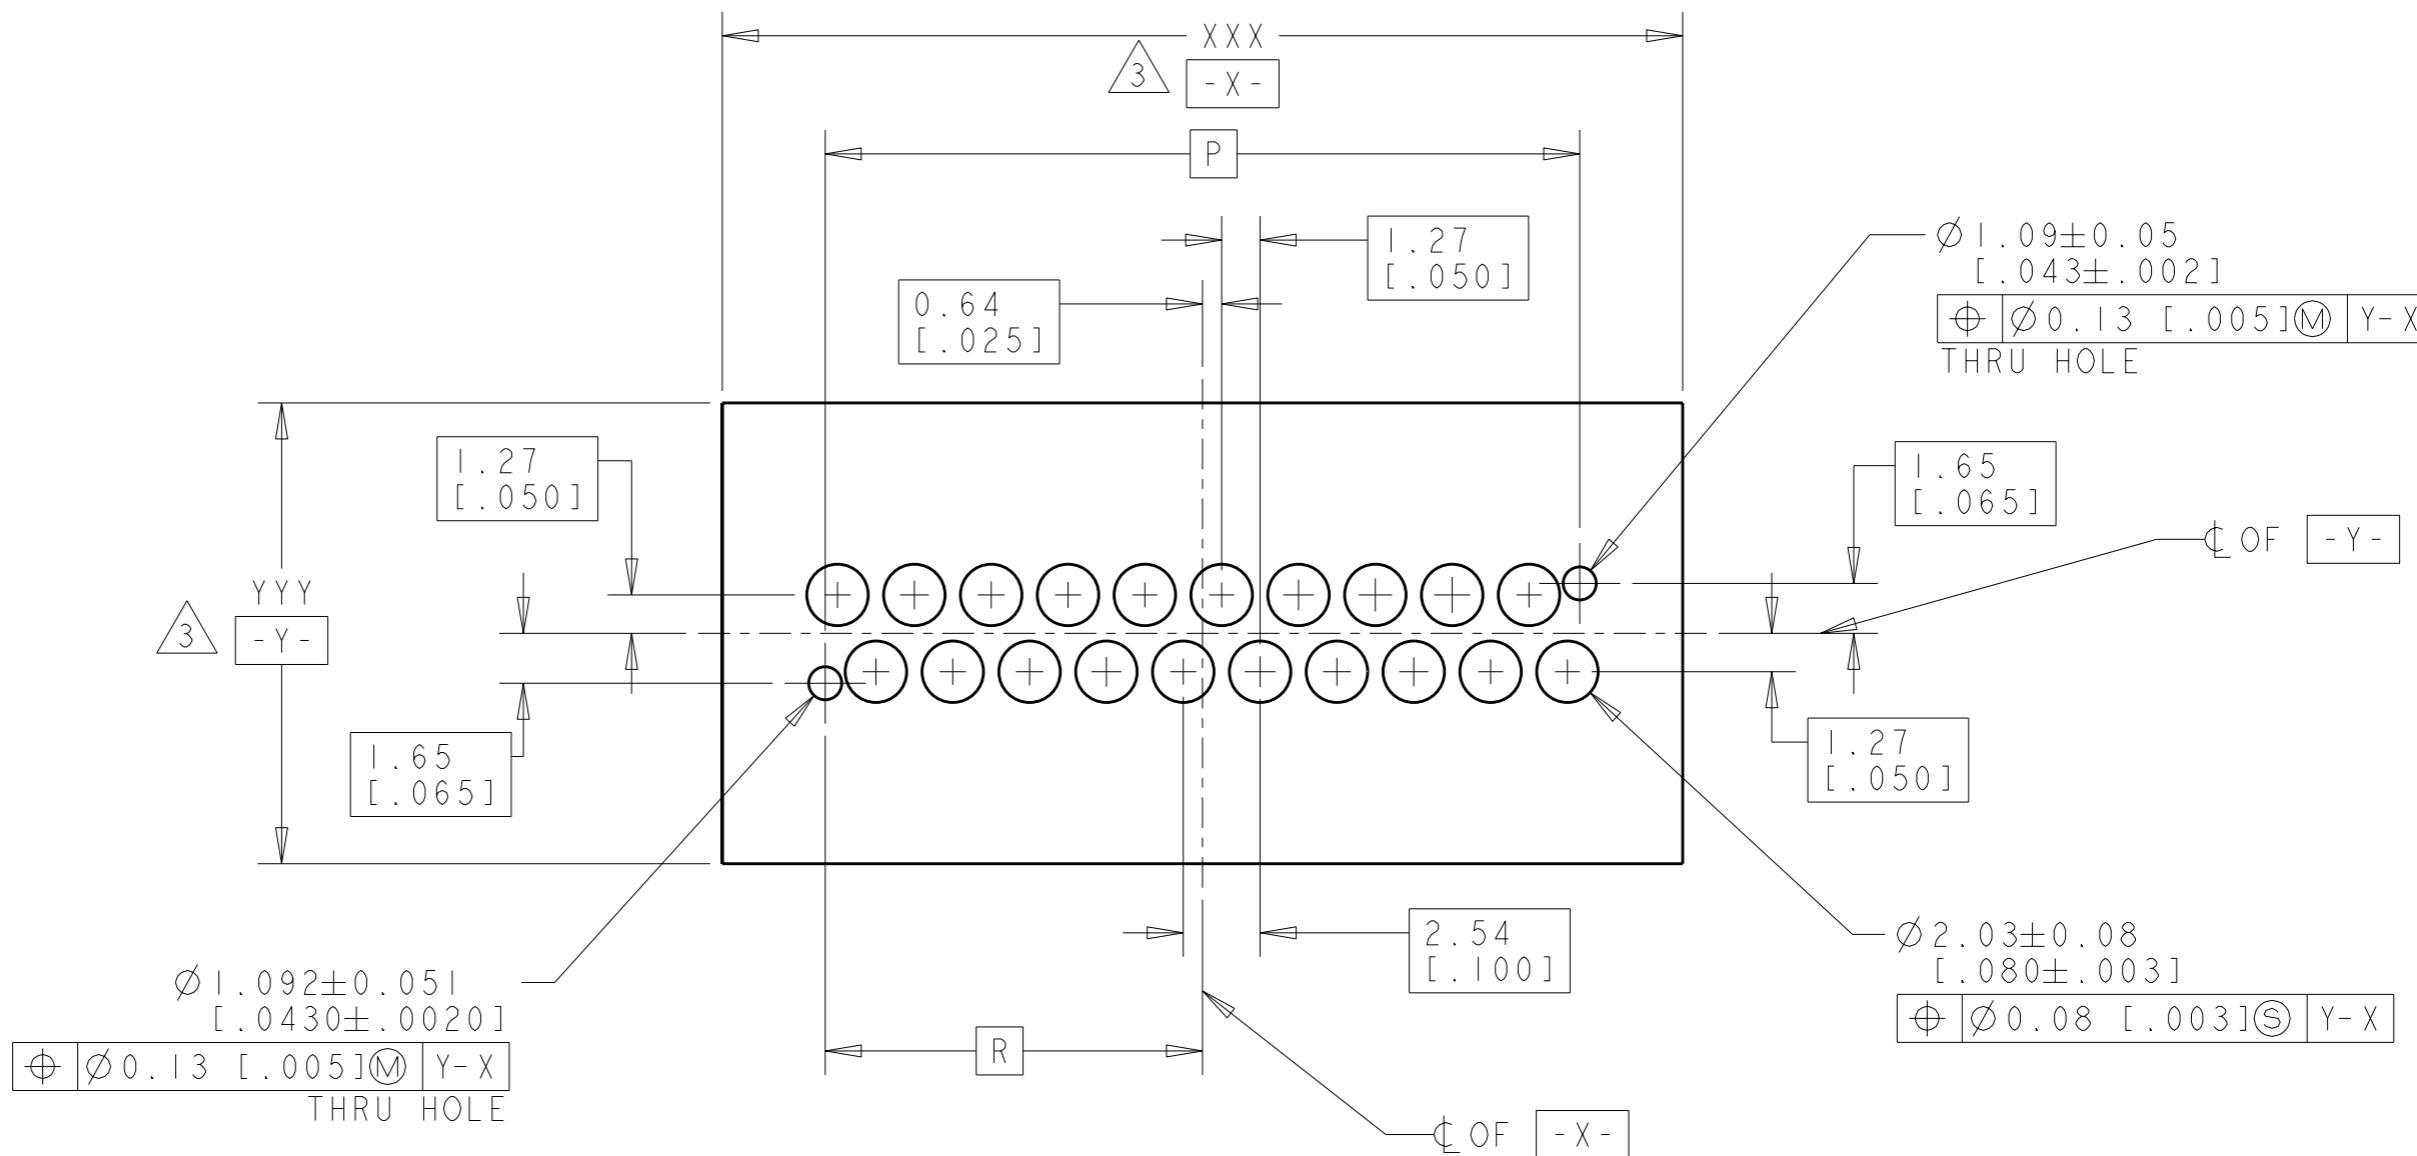 XXX
3
-X-
P
1.27
[.050]
0.64
[.025]
Ø1.09±0.05
[.043±.002]
⌖ Ø0.13 [.005]Ⓜ Y-X
THRU HOLE
1.27
[.050]
1.65
[.065]
℄ OF -Y-
YYY
3
-Y-
1.65
[.065]
1.27
[.050]
2.54
[.100]
Ø2.03±0.08
[.080±.003]
⌖ Ø0.08 [.003]Ⓢ Y-X
Ø1.092±0.051
[.0430±.0020]
⌖ Ø0.13 [.005]Ⓜ Y-X
THRU HOLE
R
℄ OF -X-